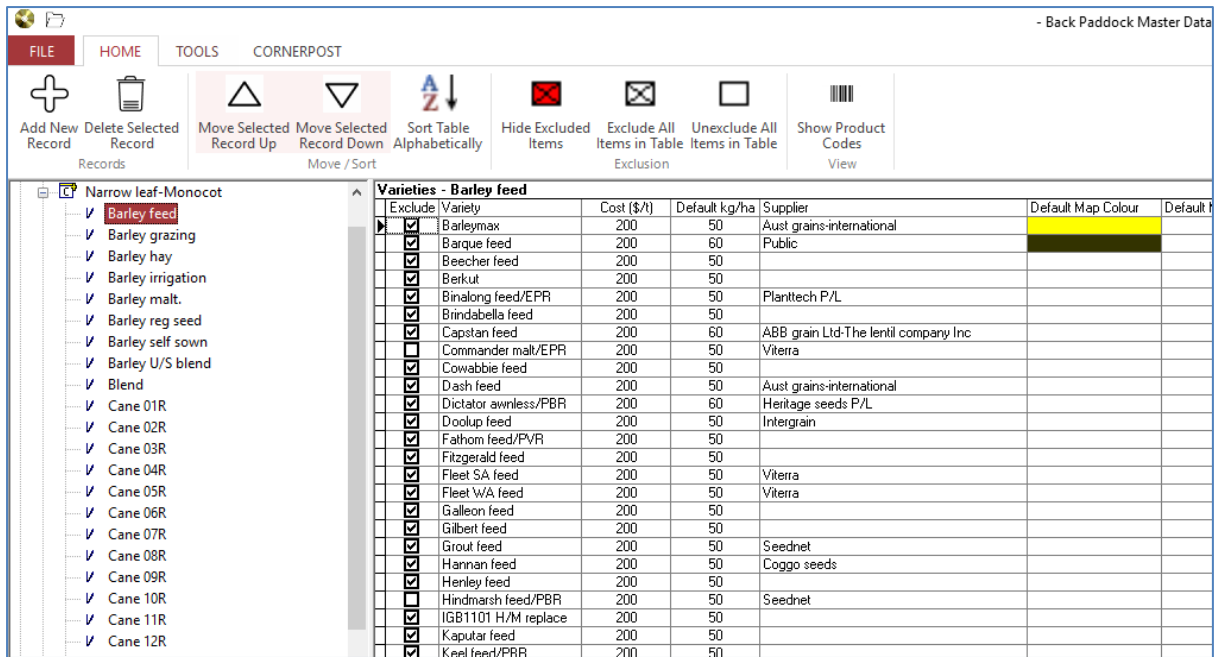 - Back Paddock Master Data
FILE HOME TOOLS CORNERPOST
Add New Record
Delete Selected Record
Move Selected Record Up
Move Selected Record Down
A
Z
Sort Table Alphabetically
Hide Excluded Items
Exclude All Items in Table
Unexclude All Items in Table
Show Product Codes
Records Move / Sort Exclusion View
C
Narrow leaf-Monocot
V Barley feed
V Barley grazing
V Barley hay
V Barley irrigation
V Barley malt.
V Barley reg seed
V Barley self sown
V Barley U/S blend
V Blend
V Cane 01R
V Cane 02R
V Cane 03R
V Cane 04R
V Cane 05R
V Cane 06R
V Cane 07R
V Cane 08R
V Cane 09R
V Cane 10R
V Cane 11R
V Cane 12R
Varieties - Barley feed
Exclude Variety Cost ($/t) Default kg/ha Supplier Default Map Colour Default
Barleymax 200 50 Aust grains-international
Barque feed 200 60 Public
Beecher feed 200 50
Berkut 200 50
Binalong feed/EPR 200 50 Planttech P/L
Brindabella feed 200 50
Capstan feed 200 60 ABB grain Ltd-The lentil company Inc
Commander malt/EPR 200 50 Viterra
Cowabbie feed 200 50
Dash feed 200 50 Aust grains-international
Dictator awnless/PBR 200 60 Heritage seeds P/L
Doolup feed 200 50 Intergrain
Fathom feed/PVR 200 50
Fitzgerald feed 200 50
Fleet SA feed 200 50 Viterra
Fleet WA feed 200 50 Viterra
Galleon feed 200 50
Gilbert feed 200 50
Grout feed 200 50 Seednet
Hannan feed 200 50 Coggo seeds
Henley feed 200 50
Hindmarsh feed/PBR 200 50 Seednet
IGB1101 H/M replace 200 50
Kaputar feed 200 50
Keel feed/PBR 200 50